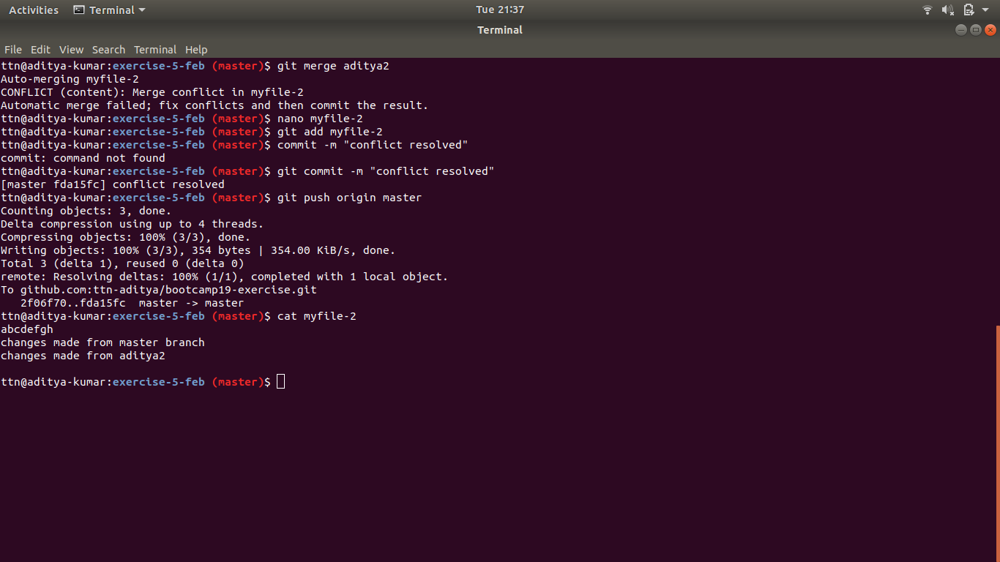 Activities Terminal Tue 21:37
Terminal
File Edit View Search Terminal Help
ttn@aditya-kumar:exercise-5-feb (master)$ git merge aditya2
Auto-merging myfile-2
CONFLICT (content): Merge conflict in myfile-2
Automatic merge failed; fix conflicts and then commit the result.
ttn@aditya-kumar:exercise-5-feb (master)$ nano myfile-2
ttn@aditya-kumar:exercise-5-feb (master)$ git add myfile-2
ttn@aditya-kumar:exercise-5-feb (master)$ commit -m "conflict resolved"
commit: command not found
ttn@aditya-kumar:exercise-5-feb (master)$ git commit -m "conflict resolved"
[master fda15fc] conflict resolved
ttn@aditya-kumar:exercise-5-feb (master)$ git push origin master
Counting objects: 3, done.
Delta compression using up to 4 threads.
Compressing objects: 100% (3/3), done.
Writing objects: 100% (3/3), 354 bytes | 354.00 KiB/s, done.
Total 3 (delta 1), reused 0 (delta 0)
remote: Resolving deltas: 100% (1/1), completed with 1 local object.
To github.com:ttn-aditya/bootcamp19-exercise.git
   2f06f70..fda15fc  master -> master
ttn@aditya-kumar:exercise-5-feb (master)$ cat myfile-2
abcdefgh
changes made from master branch
changes made from aditya2
ttn@aditya-kumar:exercise-5-feb (master)$